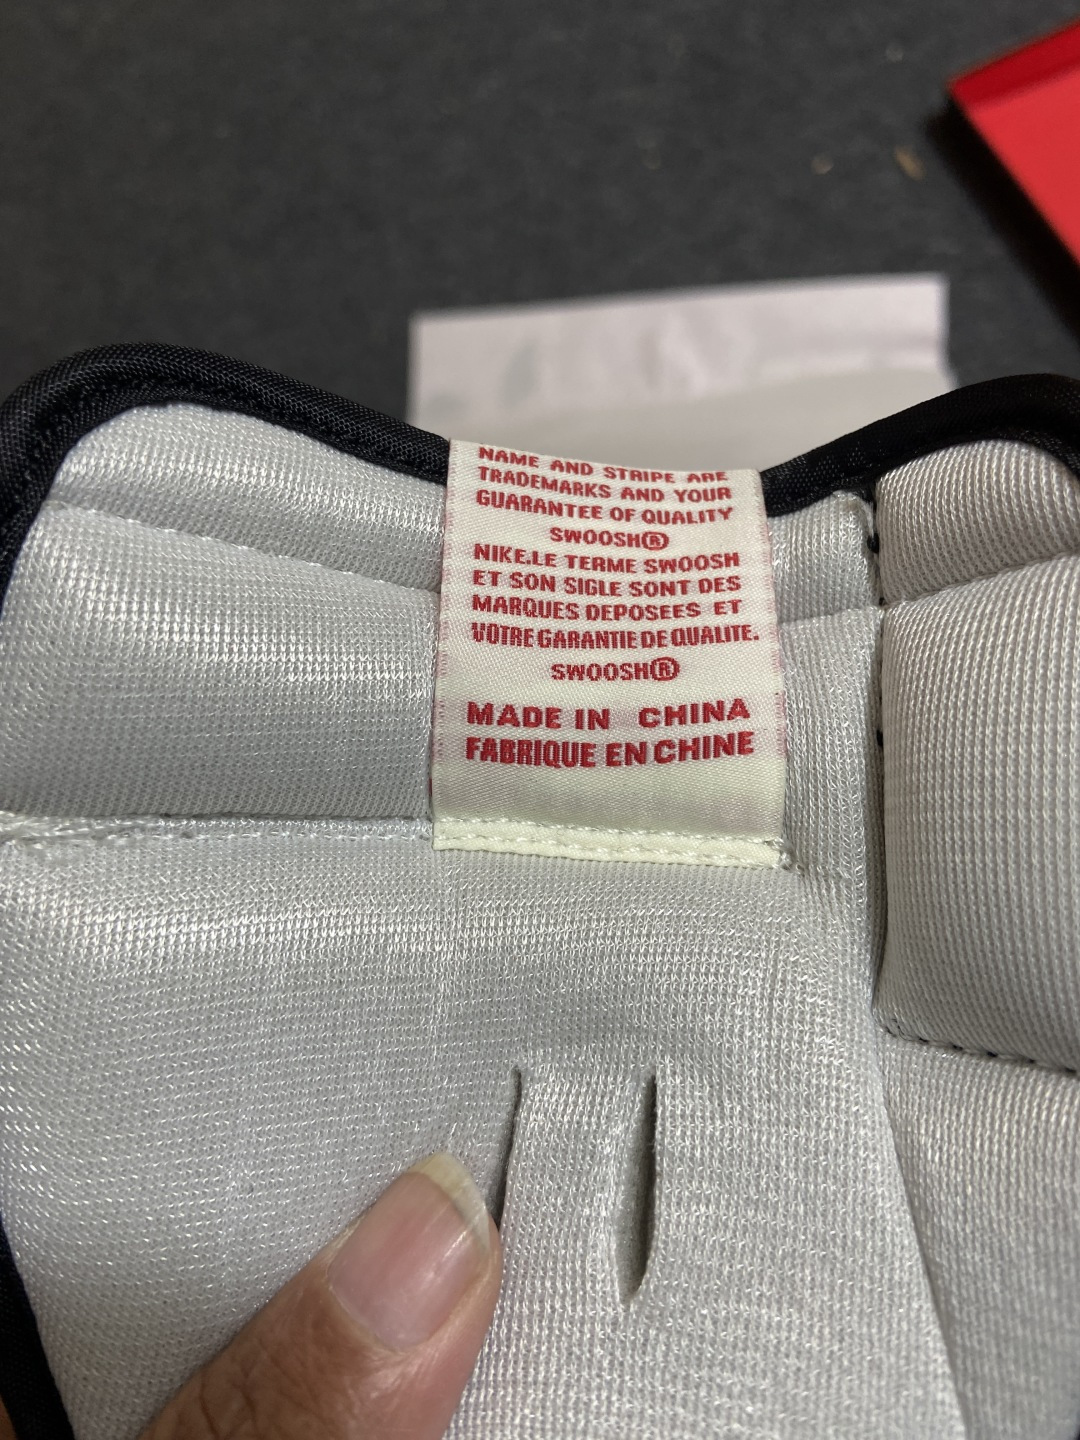 NAME AND STRIPE ARE
TRADEMARKS AND YOUR
GUARANTEE OF QUALITY
SWOOSH®
NIKE.LE TERME SWOOSH
ET SON SIGLE SONT DES
MARQUES DEPOSEES ET
VOTRE GARANTIE DE QUALITE.
SWOOSH®
MADE IN CHINA
FABRIQUE EN CHINE